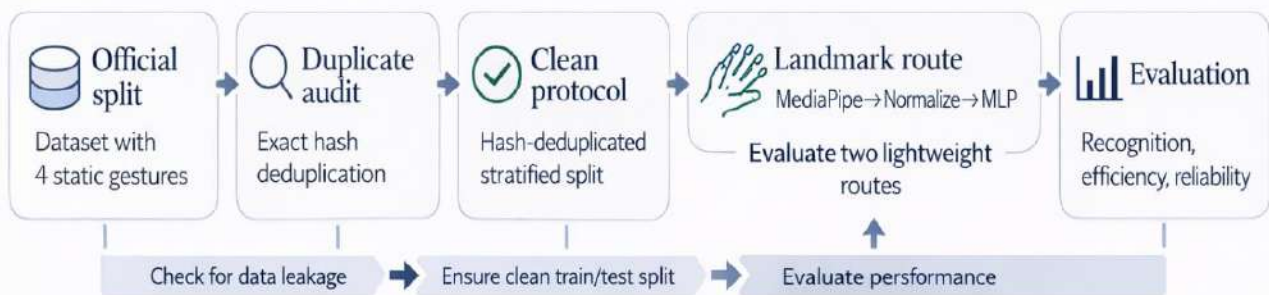 Official
split
Dataset with
4 static gestures
Duplicate
audit
Exact hash
deduplication
Clean
protocol
Hash-deduplicated
stratified split
Landmark route
MediaPipe→Normalize→MLP
Evaluate two lightweight
routes
Evaluation
Recognition,
efficiency, reliability
Check for data leakage
Ensure clean train/test split
Evaluate persformance